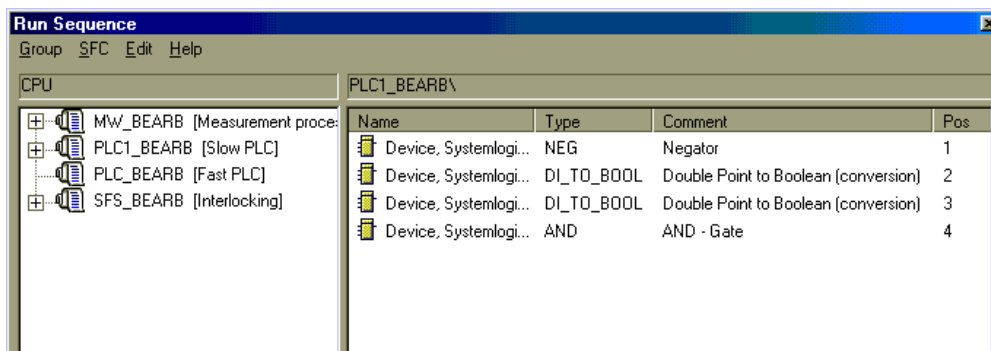 Run Sequence
Group SFC Edit Help
CPU PLC1_BEARB\
MW_BEARB [Measurement proce:
PLC1_BEARB [Slow PLC]
PLC_BEARB [Fast PLC]
SFS_BEARB [Interlocking]
Name Type Comment Pos
Device, Systemlogi... NEG Negator 1
Device, Systemlogi... DI_TO_BOOL Double Point to Boolean (conversion) 2
Device, Systemlogi... DI_TO_BOOL Double Point to Boolean (conversion) 3
Device, Systemlogi... AND AND - Gate 4